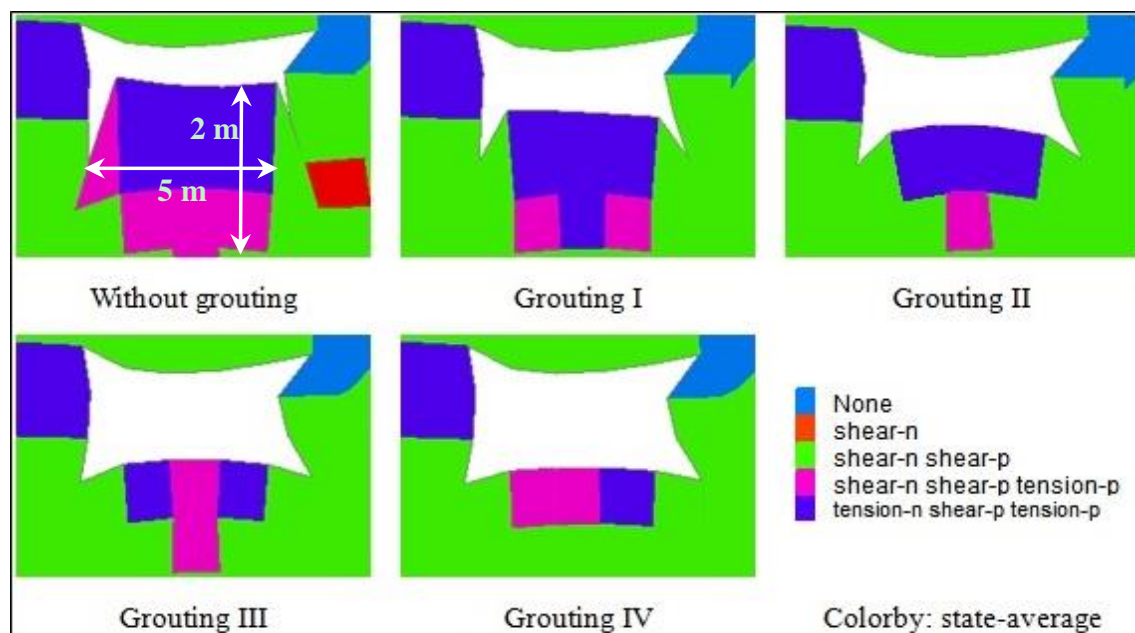 2 m
5 m
Without grouting
Grouting I
Grouting II
None
shear-n
shear-n shear-p
shear-n shear-p tension-p
tension-n shear-p tension-p
Grouting III
Grouting IV
Colorby: state-average